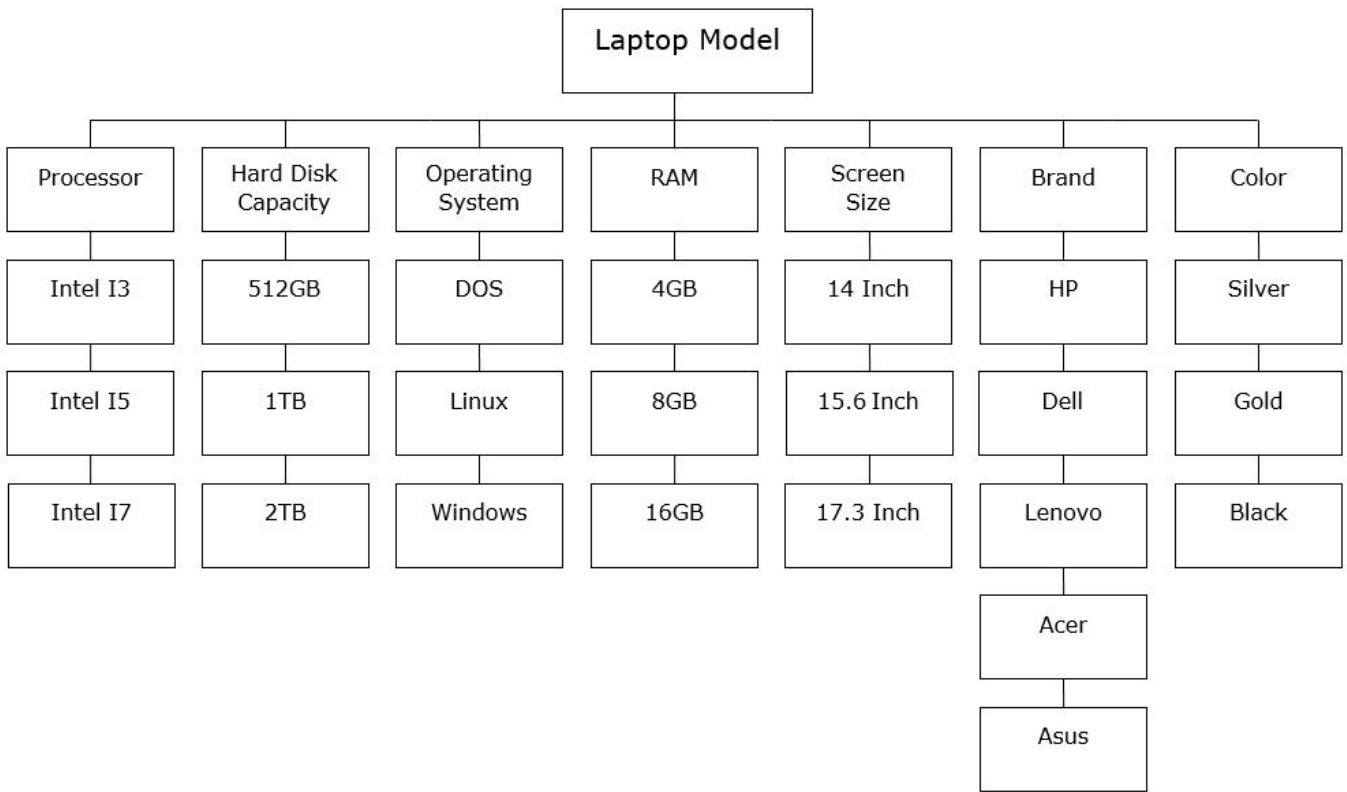 Laptop Model
Processor
Hard Disk
Capacity
Operating
System
RAM
Screen
Size
Brand
Color
Intel I3
512GB
DOS
4GB
14 Inch
HP
Silver
Intel I5
1TB
Linux
8GB
15.6 Inch
Dell
Gold
Intel I7
2TB
Windows
16GB
17.3 Inch
Lenovo
Black
Acer
Asus